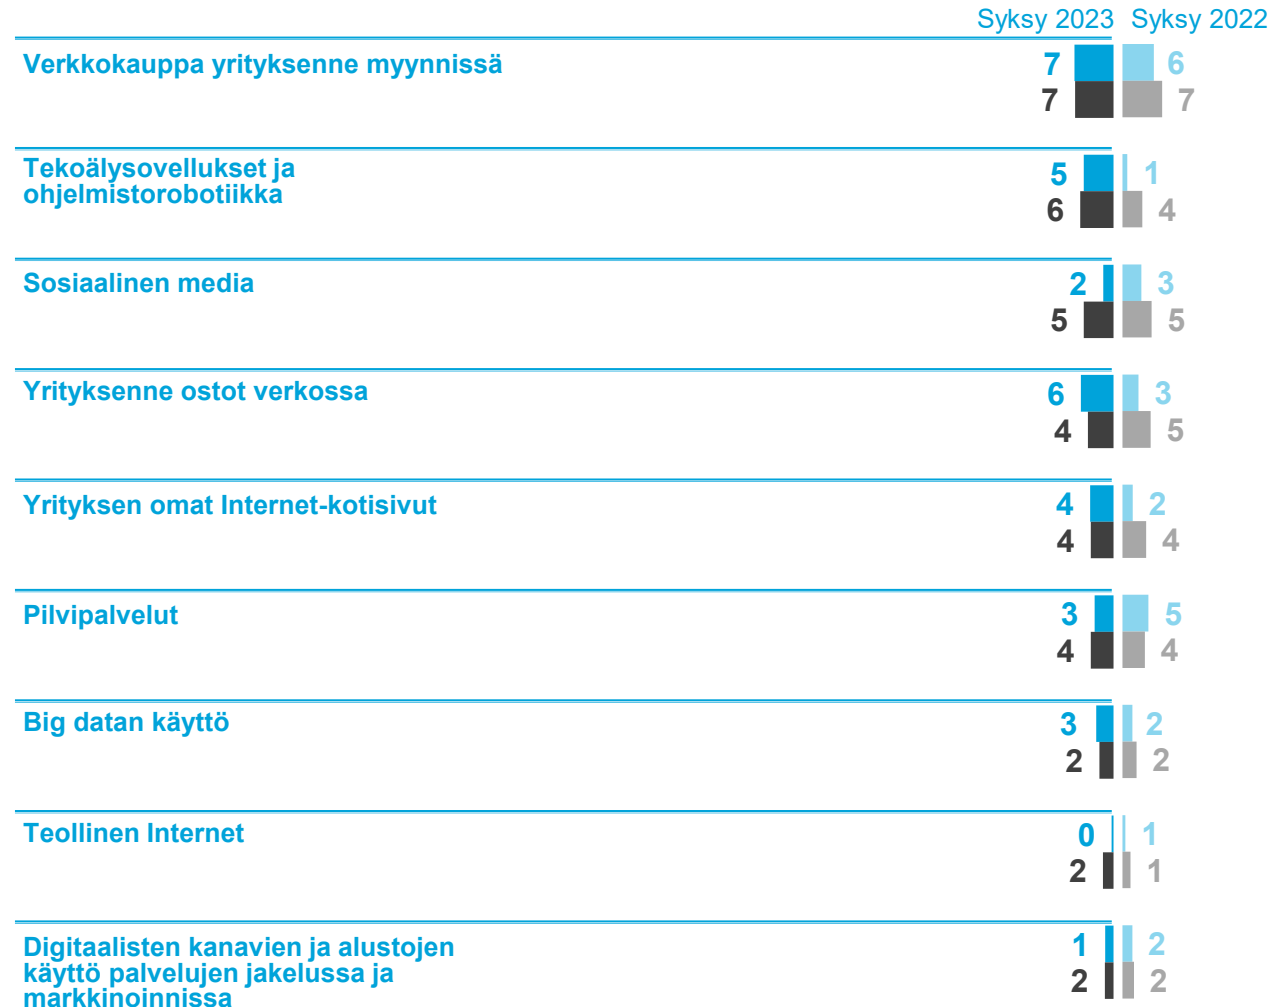 Syksy 2023 Syksy 2022
Verkkokauppa yrityksenne myynnissä 7 6
7 7
Tekoälysovellukset ja 5 1
ohjelmistorobotiikka 6 4
Sosiaalinen media 2 3
5 5
Yrityksenne ostot verkossa 6 3
4 5
Yrityksen omat Internet-kotisivut 4 2
4 4
Pilvipalvelut 3 5
4 4
Big datan käyttö 3 2
2 2
Teollinen Internet 0 1
2 1
Digitaalisten kanavien ja alustojen 1 2
käyttö palvelujen jakelussa ja 2 2
markkinoinnissa